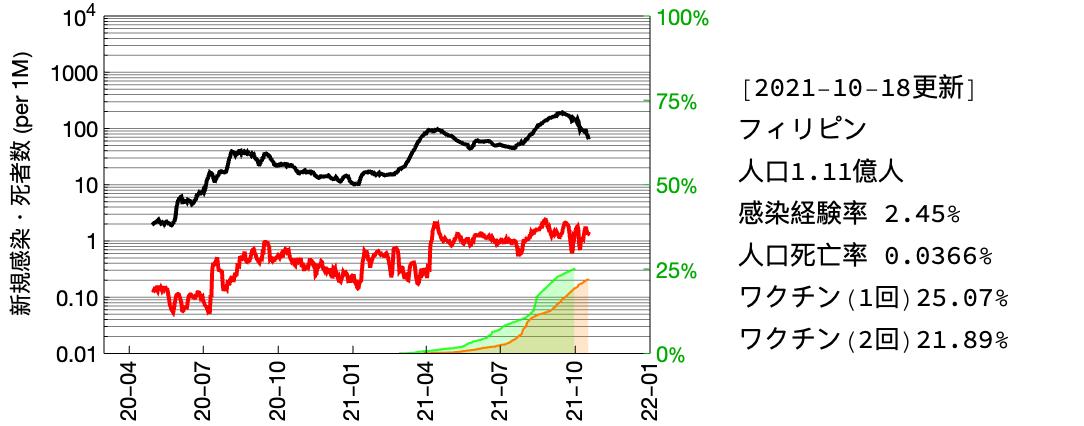 新規感染・死者数 (per 1M)
10^4
1000
100
10
1
0.10
0.01
100%
75%
50%
25%
0%
20-04
20-07
20-10
21-01
21-04
21-07
21-10
22-01
[2021-10-18更新]
フィリピン
人口1.11億人
感染経験率 2.45%
人口死亡率 0.0366%
ワクチン(1回)25.07%
ワクチン(2回)21.89%